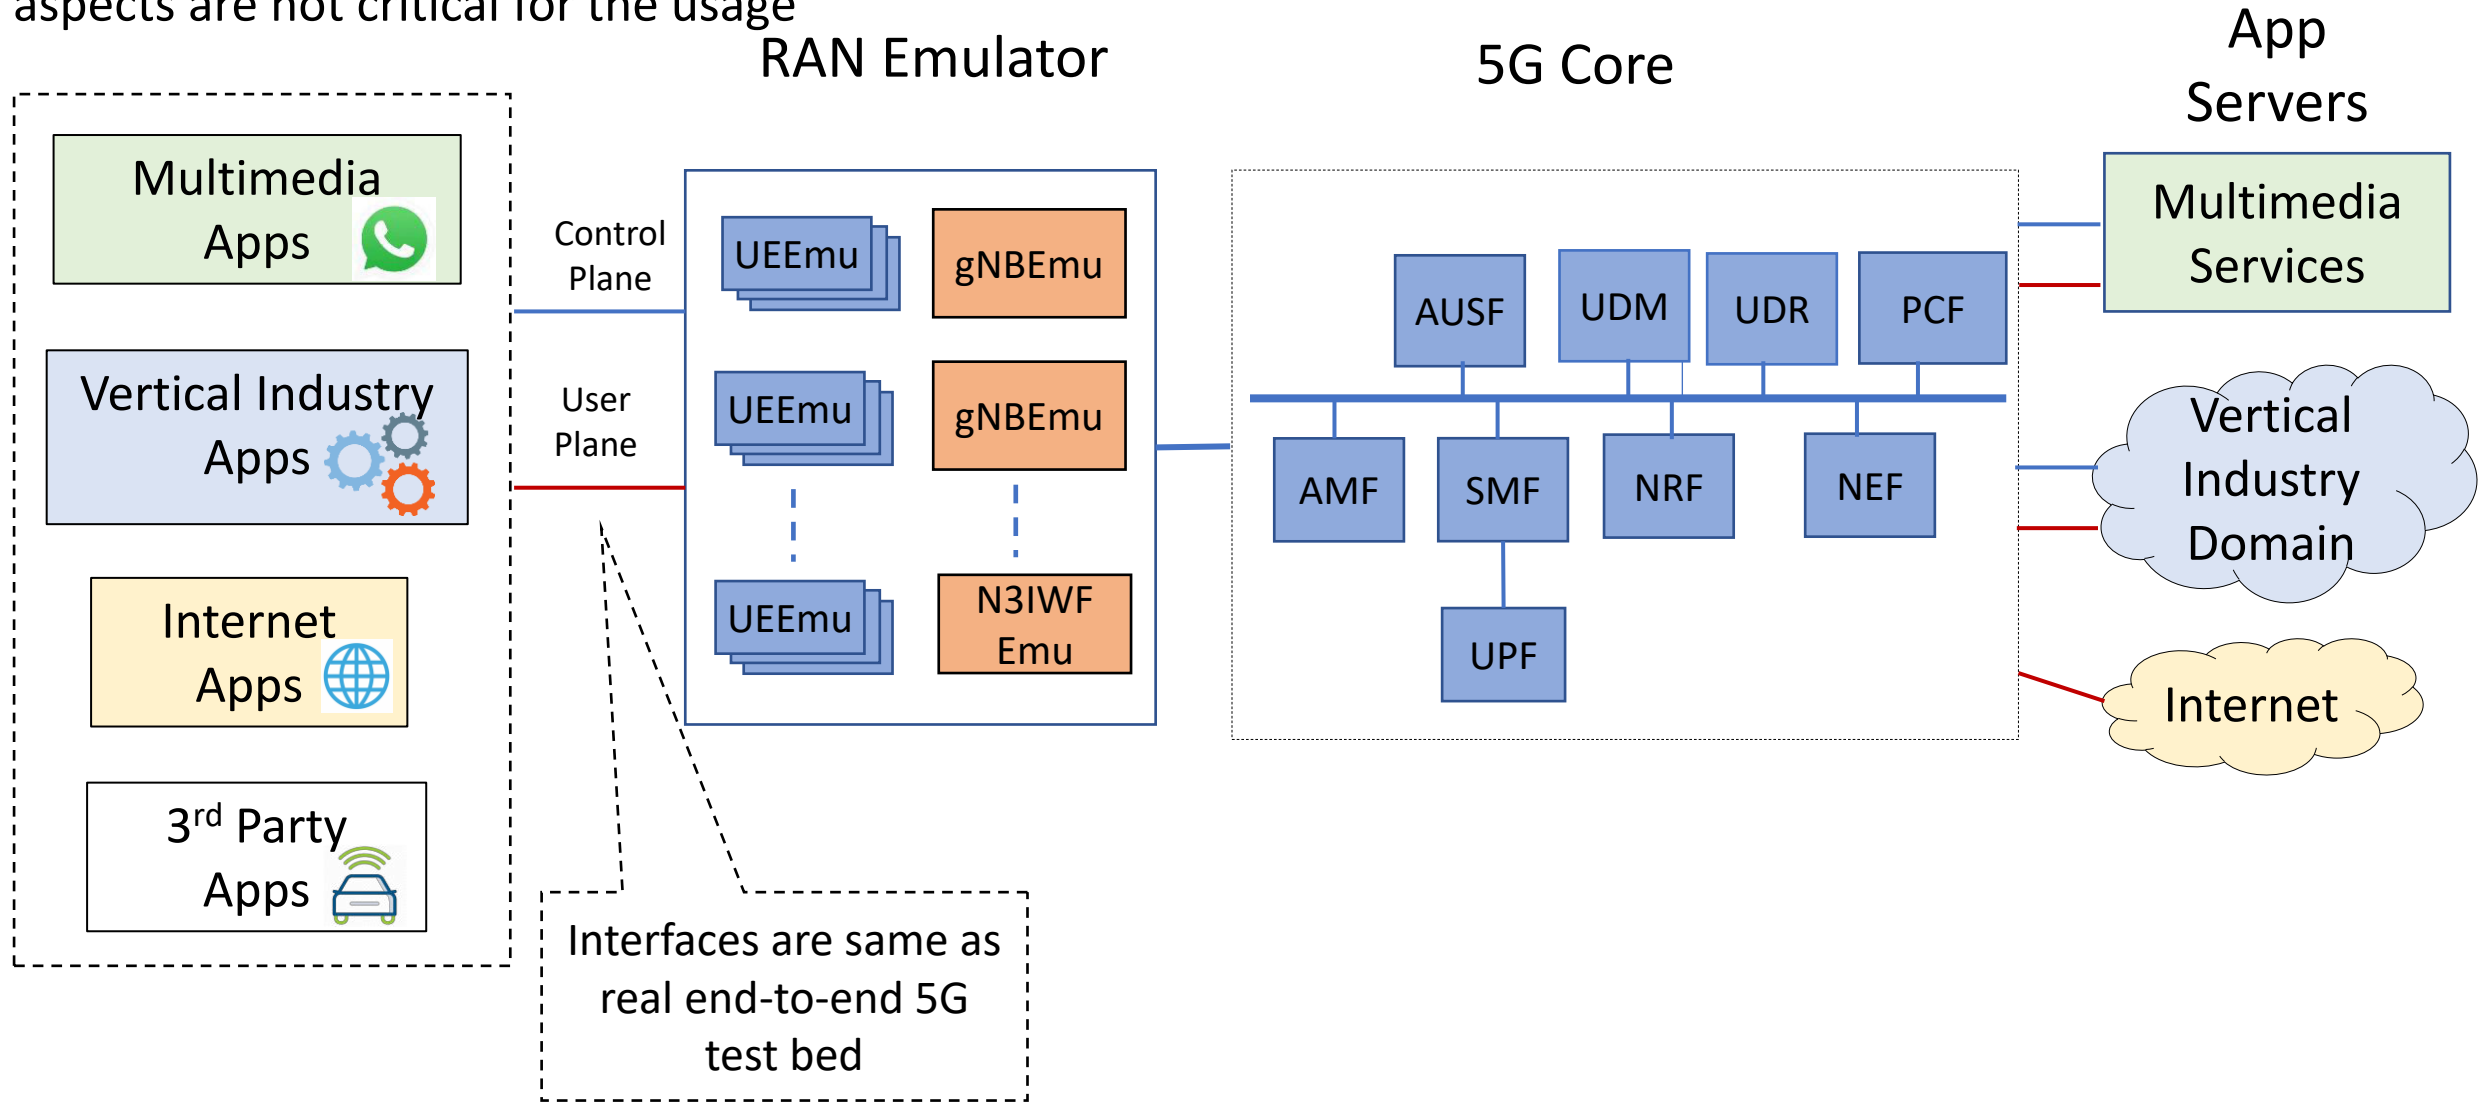 aspects are not critical for the usage
RAN Emulator
5G Core
App
Servers
Multimedia
Apps
Vertical Industry
Apps
Internet
Apps
3rd Party
Apps
Control
Plane
User
Plane
Interfaces are same as
real end-to-end 5G
test bed
UEEmu
gNBEmu
UEEmu
gNBEmu
UEEmu
N3IWF
Emu
AUSF
UDM
UDR
PCF
AMF
SMF
NRF
NEF
UPF
Multimedia
Services
Vertical
Industry
Domain
Internet